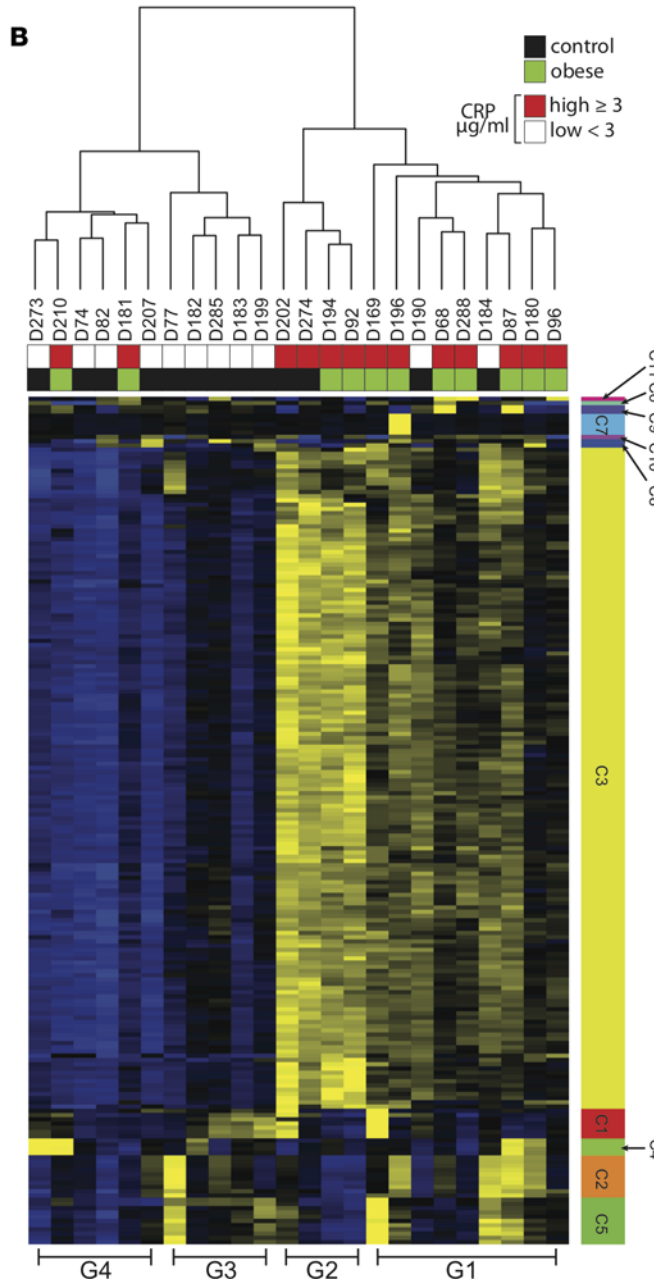 B
control
obese
CRP
µg/ml
high ≥ 3
low < 3
D273
D210
D74
D82
D181
D207
D77
D182
D285
D183
D199
D202
D274
D194
D92
D169
D196
D190
D68
D288
D184
D87
D180
D96
C9
C7
C3
C1
C2
C5
G4
G3
G2
G1